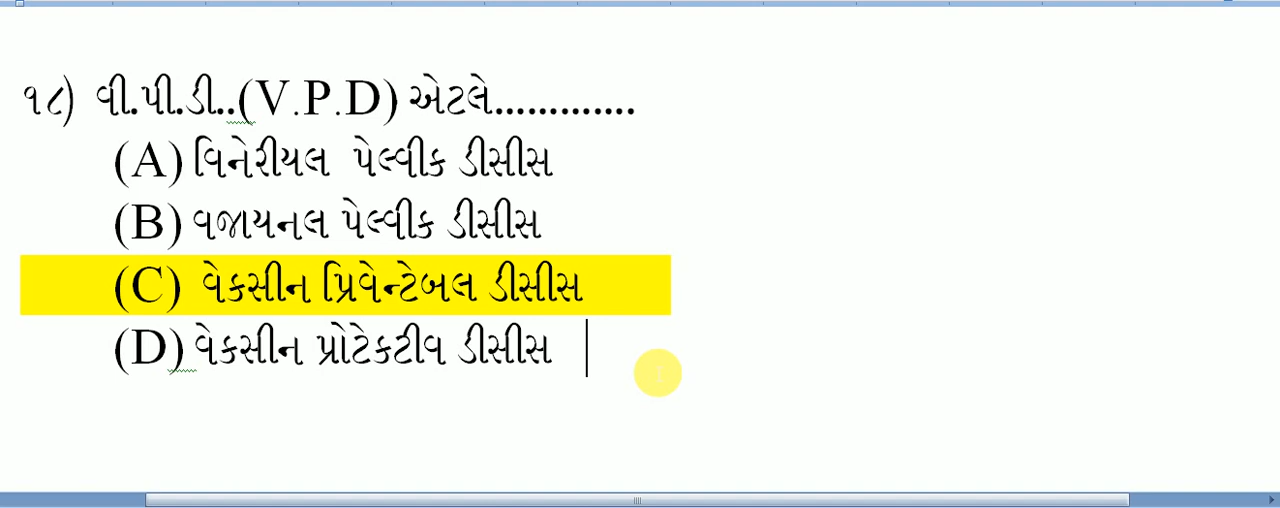 ૧૮) વી.પી.ડી..(V.P.D) એટલે.............
(A) વિનેરીયલ પેલ્વીક ડીસીસ
(B) વજાયનલ પેલ્વીક ડીસીસ
(C) વેકસીન પ્રિવેન્ટેબલ ડીસીસ
(D) વેકસીન પ્રોટેકટીવ ડીસીસ